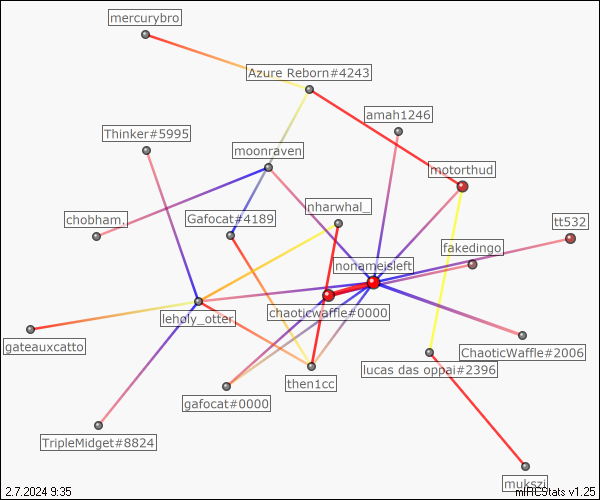 mercurybro
Azure Reborn#4243
amah1246
Thinker#5995
moonraven
motorthud
nharwhal_
chobham.
Gafocat#4189
tt532
fakedingo
nonameisleft
chaoticwaffle#0000
leholy_otter
gateauxcatto
ChaoticWaffle#2006
lucas das oppai#2396
then1cc
gafocat#0000
TripleMidget#8824
mukszi
2.7.2024 9:35
mIRCStats v1.25